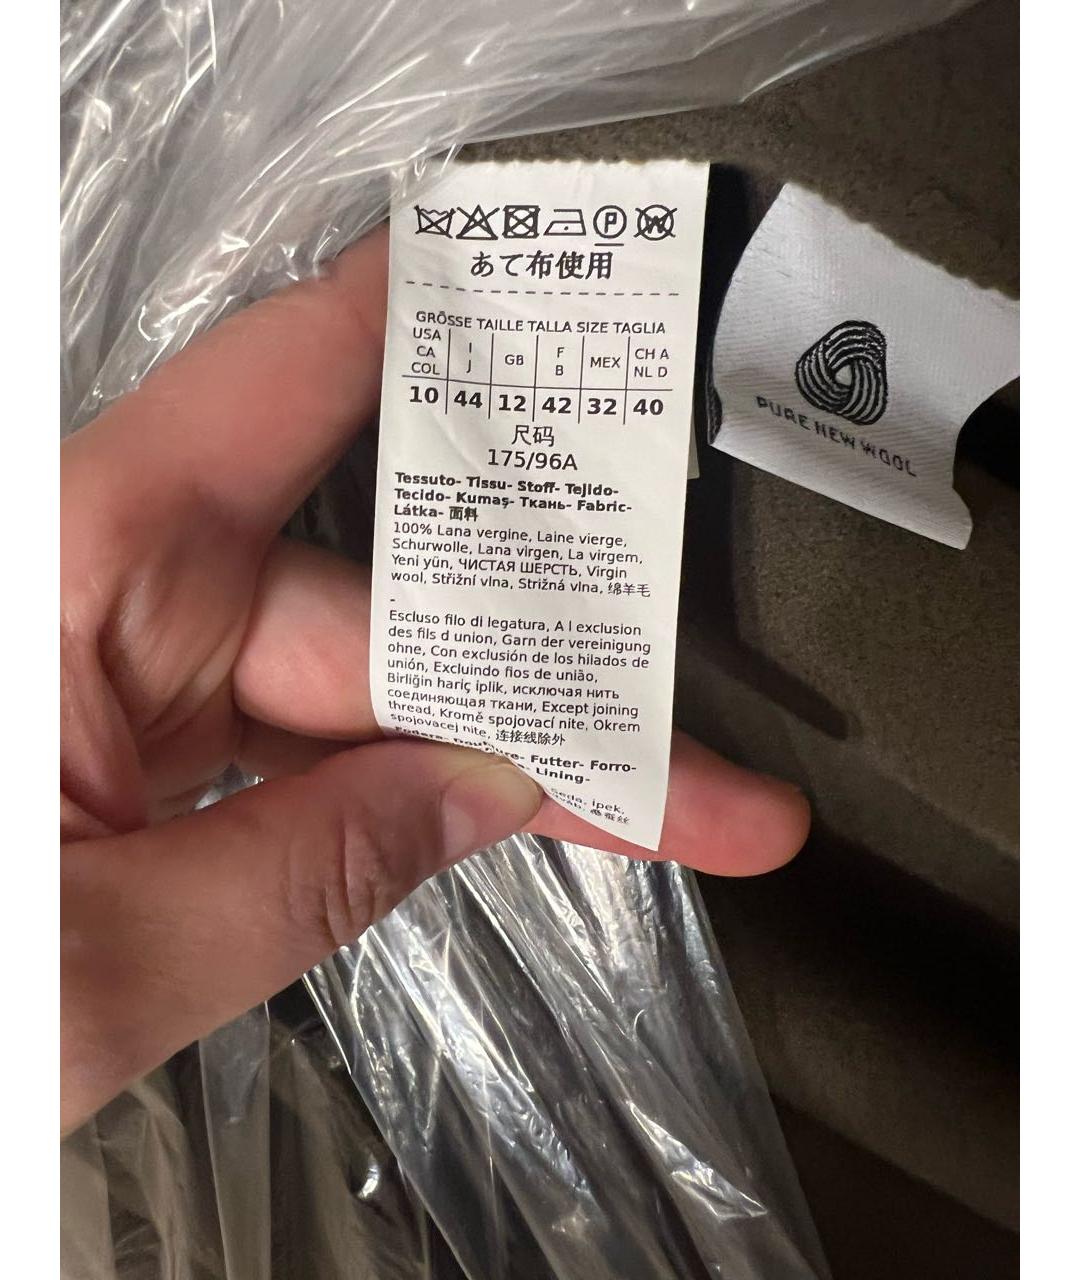 あて布使用
GRÖSSE TAILLE TALLA SIZE TAGLIA
USA CA COL | I J | GB | F B | MEX | CH A NL D
10 | 44 | 12 | 42 | 32 | 40
尺码
175/96A
Tessuto- Tissu- Stoff- Tejido-
Tecido- Kumaş- Ткань- Fabric-
Látka- 面料
100% Lana vergine, Laine vierge,
Schurwolle, Lana virgen, La virgem,
Yeni yün, ЧИСТАЯ ШЕРСТЬ, Virgin
wool, Střižní vlna, Strižná vlna, 绵羊毛
-
Escluso filo di legatura, A l exclusion
des fils d union, Garn der vereinigung
ohne, Con exclusión de los hilados de
unión, Excluindo fios de união,
Birliğin hariç iplik, исключая нить
соединяющая ткани, Except joining
thread, Kromě spojovací nite, Okrem
spojovacej nite, 连接线除外
Fodera- Doublure- Futter- Forro-
Lining-
Seda, ipek,
PURE NEW WOOL